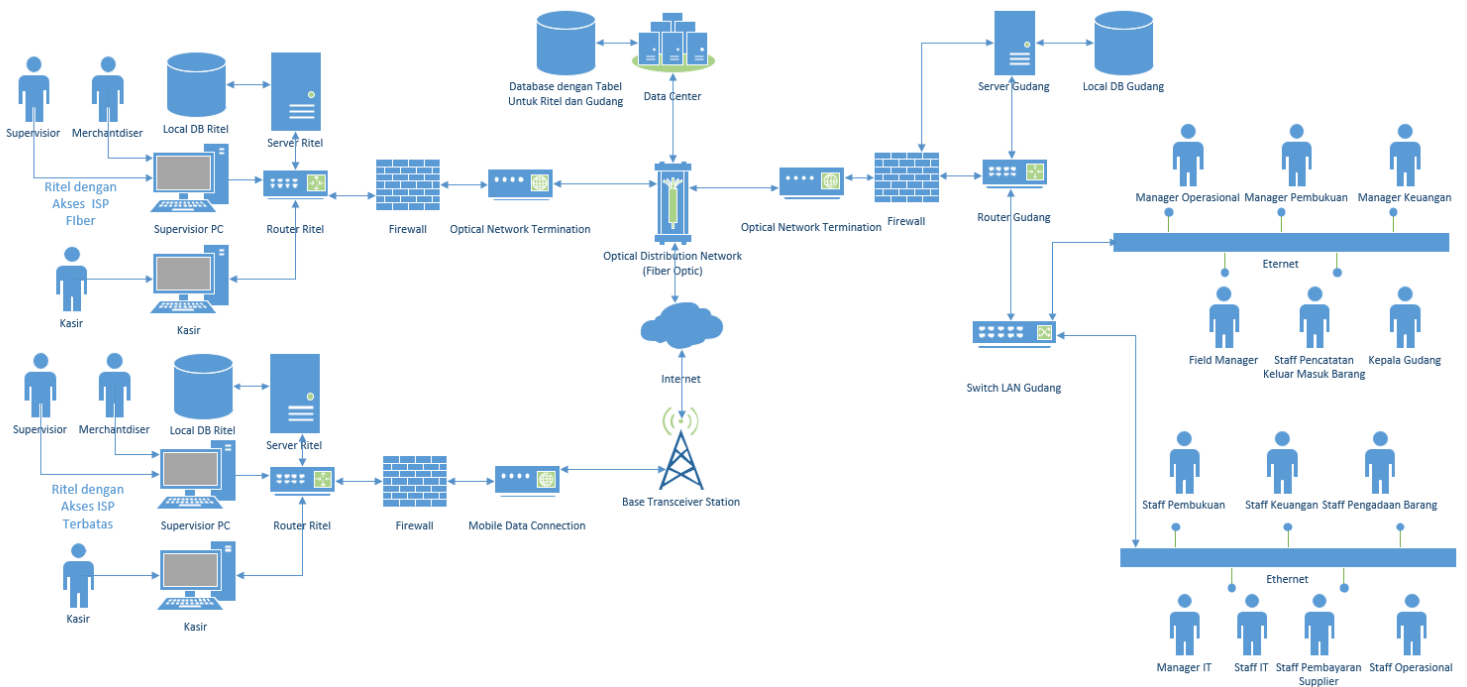 Database dengan Tabel
Untuk Ritel dan Gudang
Data Center
Server Gudang
Local DB Gudang
Supervisior
Merchantdiser
Local DB Ritel
Server Ritel
Ritel dengan
Akses ISP
FIber
Supervisior PC
Router Ritel
Firewall
Optical Network Termination
Optical Distribution Network
(Fiber Optic)
Optical Network Termination
Firewall
Router Gudang
Manager Operasional
Manager Pembukuan
Manager Keuangan
Eternet
Kasir
Kasir
Field Manager
Staff Pencatatan
Keluar Masuk Barang
Kepala Gudang
Internet
Switch LAN Gudang
Supervisior
Merchantdiser
Local DB Ritel
Server Ritel
Ritel dengan
Akses ISP
Terbatas
Supervisior PC
Router Ritel
Firewall
Mobile Data Connection
Base Transceiver Station
Staff Pembukuan
Staff Keuangan
Staff Pengadaan Barang
Ethernet
Kasir
Kasir
Manager IT
Staff IT
Staff Pembayaran
Supplier
Staff Operasional